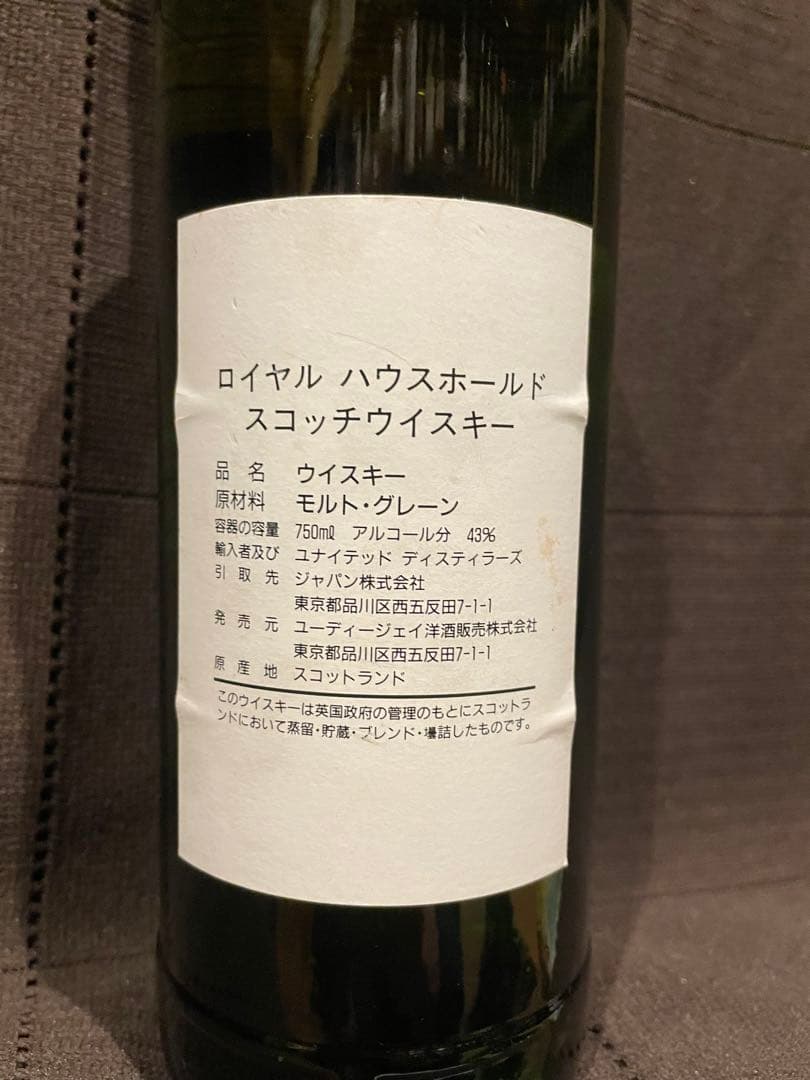 ロイヤル ハウスホールド
スコッチウイスキー
品名 ウイスキー
原材料 モルト・グレーン
容器の容量 750mℓ アルコール分 43%
輸入者及び ユナイテッド ディスティラーズ
引取先 ジャパン株式会社
東京都品川区西五反田7-1-1
発売元 ユーディージェイ洋酒販売株式会社
東京都品川区西五反田7-1-1
原産地 スコットランド
このウイスキーは英国政府の管理のもとにスコットラ
ンドにおいて蒸留・貯蔵・ブレンド・壜詰したものです。